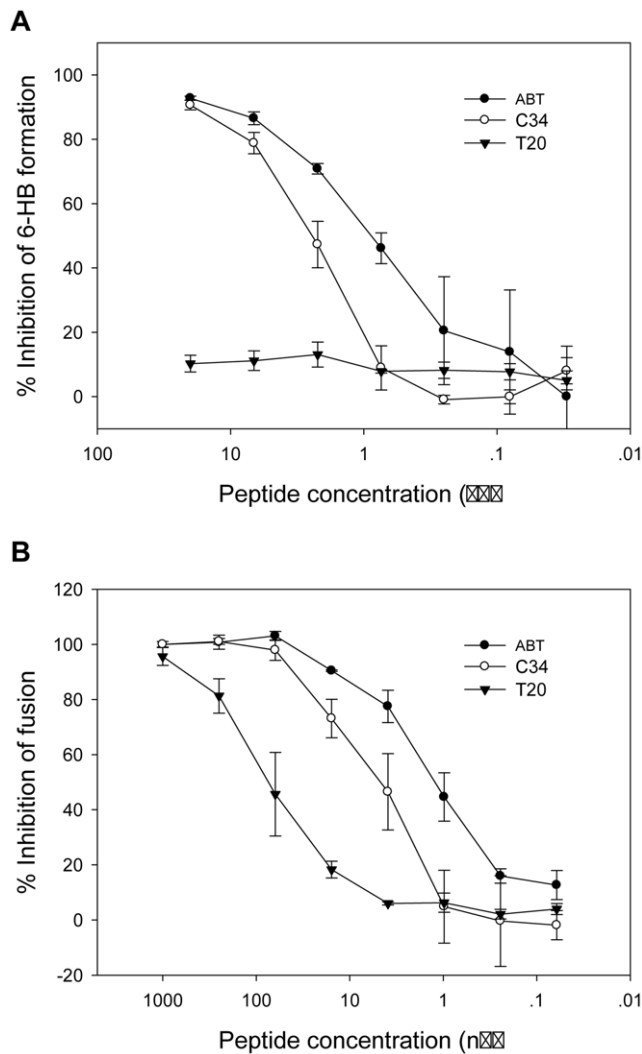 A
100
80
60
40
20
0
% Inhibition of 6-HB formation
ABT
C34
T20
100 10 1 .1 .01
Peptide concentration (
B
120
100
80
60
40
20
0
-20
% Inhibition of fusion
ABT
C34
T20
1000 100 10 1 .1 .01
Peptide concentration (n